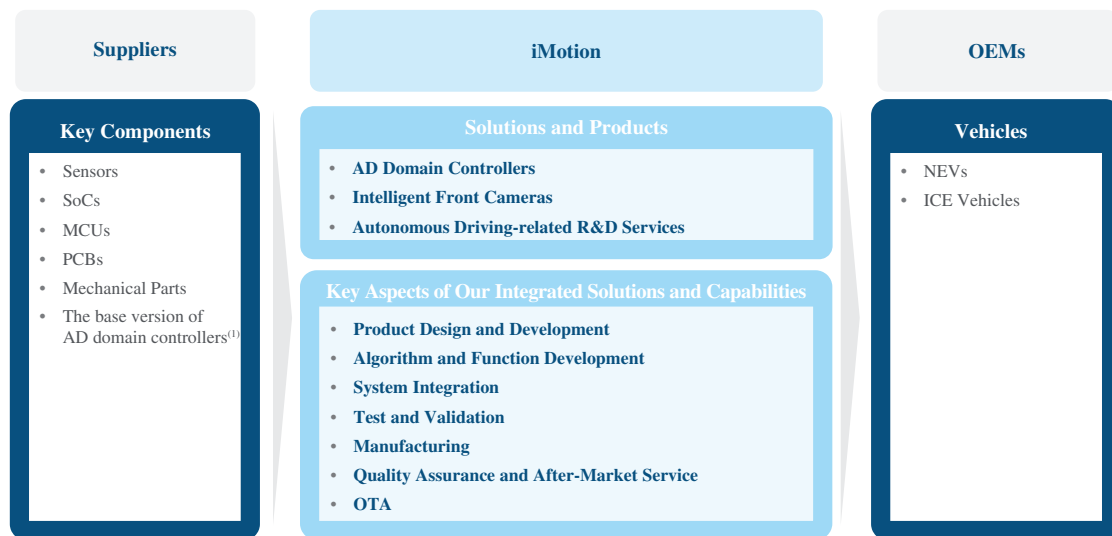 Suppliers
iMotion
OEMs
Key Components
• Sensors
• SoCs
• MCUs
• PCBs
• Mechanical Parts
• The base version of
AD domain controllers(1)
Solutions and Products
• AD Domain Controllers
• Intelligent Front Cameras
• Autonomous Driving-related R&D Services
Key Aspects of Our Integrated Solutions and Capabilities
• Product Design and Development
• Algorithm and Function Development
• System Integration
• Test and Validation
• Manufacturing
• Quality Assurance and After-Market Service
• OTA
Vehicles
• NEVs
• ICE Vehicles